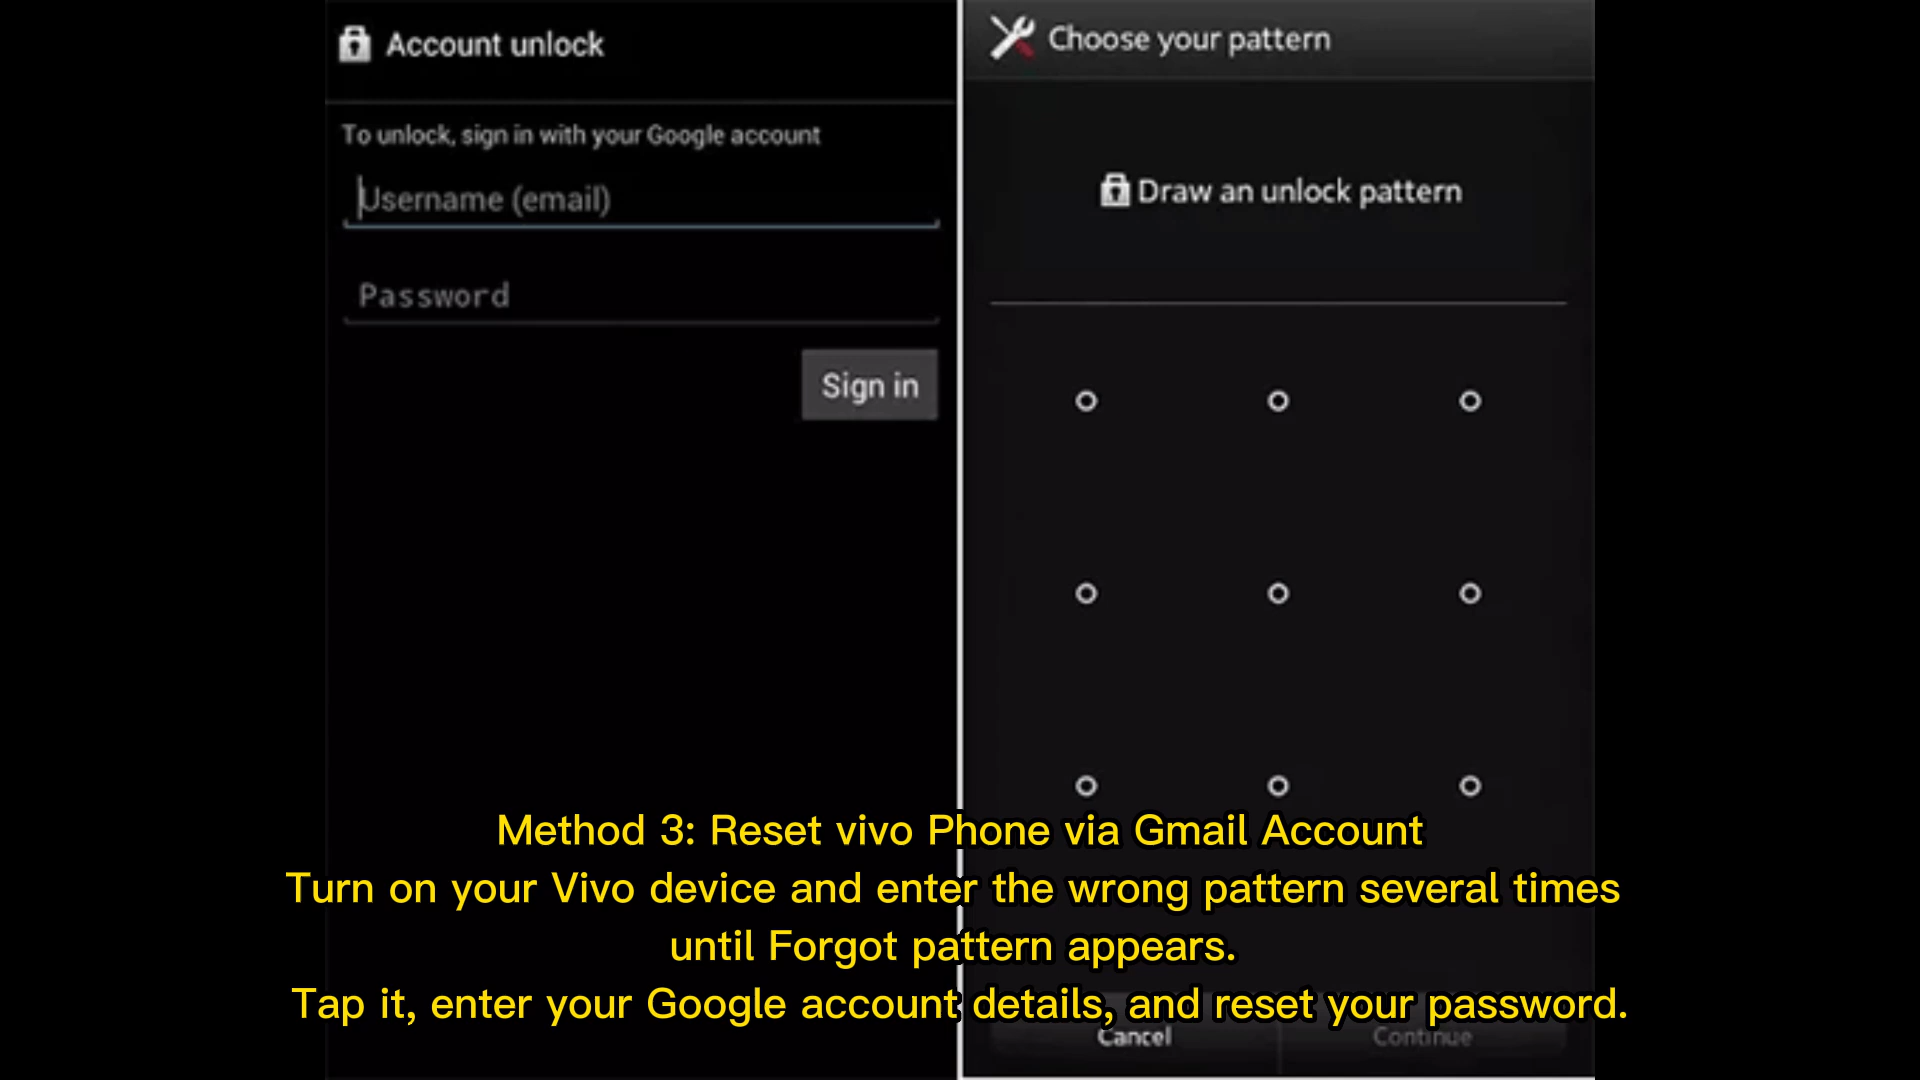 Account unlock
To unlock, sign in with your Google account
Username (email)
Password
Sign in
Choose your pattern
Draw an unlock pattern
Method 3: Reset vivo Phone via Gmail Account
Turn on your Vivo device and enter the wrong pattern several times
until Forgot pattern appears.
Tap it, enter your Google account details, and reset your password.
Cancel
Continue